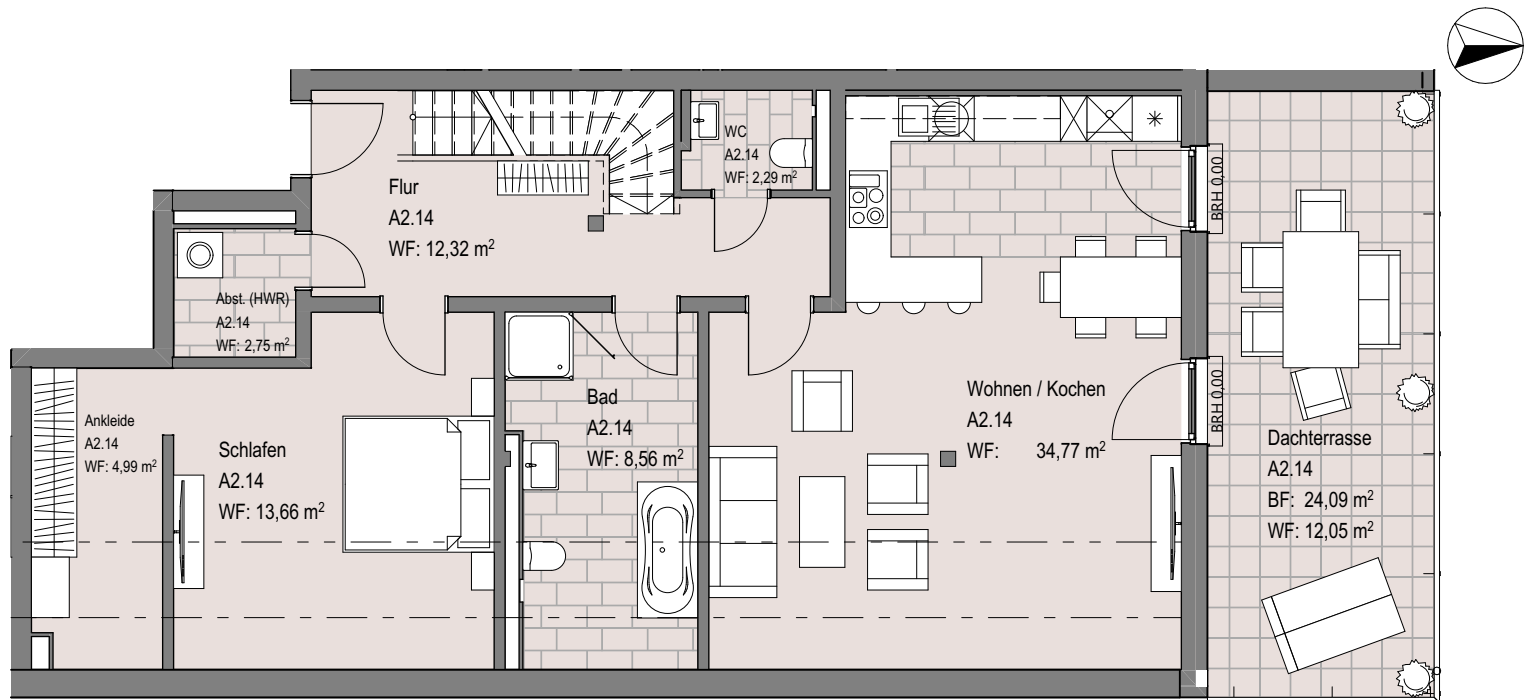 Flur
A2.14
WF: 12,32 m²
WC
A2.14
WF: 2,29 m²
BRH 0,00
Abst. (HWR)
A2.14
WF: 2,75 m²
Ankleide
A2.14
WF: 4,99 m²
Schlafen
A2.14
WF: 13,66 m²
Bad
A2.14
WF: 8,56 m²
Wohnen / Kochen
A2.14
WF: 34,77 m²
BRH 0,00
Dachterrasse
A2.14
BF: 24,09 m²
WF: 12,05 m²